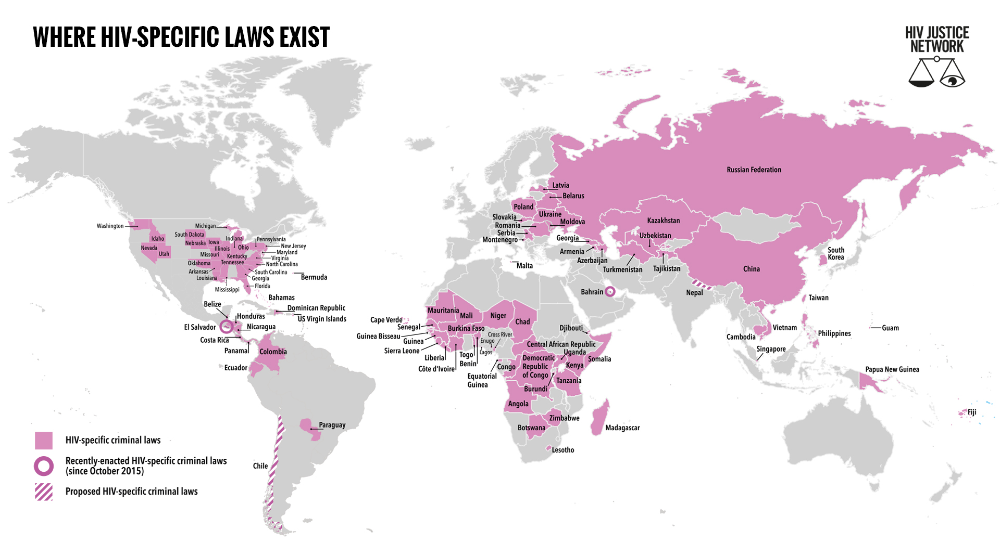 WHERE HIV-SPECIFIC LAWS EXIST
HIV JUSTICE
NETWORK
Russian Federation
Latvia
Belarus
Poland
Ukraine
Slovakia
Moldova
Romania
Serbia
Montenegro
Georgia
Armenia
Azerbaijan
Kazakhstan
Uzbekistan
Turkmenistan
Tajikistan
Malta
China
South
Korea
Bahrain
Nepal
Taiwan
Vietnam
Cambodia
Philippines
Guam
Singapore
Papua New Guinea
Fiji
Washington
Idaho
Nevada
Utah
Michigan
South Dakota
Nebraska
Iowa
Indiana
Illinois
Ohio
Pennsylvania
New Jersey
Maryland
Missouri
Kentucky
Virginia
Oklahoma
Tennessee
North Carolina
Arkansas
South Carolina
Louisiana
Georgia
Mississippi
Florida
Bermuda
Bahamas
Belize
Dominican Republic
Honduras
US Virgin Islands
El Salvador
Nicaragua
Costa Rica
Panama
Colombia
Ecuador
Paraguay
Chile
Cape Verde
Senegal
Guinea Bisseau
Guinea
Sierra Leone
Liberia
Côte d'Ivoire
Mauritania
Mali
Niger
Chad
Burkina Faso
Togo
Benin
Cross River
Enugu
Lagos
Djibouti
Central African Republic
Uganda
Somalia
Kenya
Democratic
Republic
of Congo
Congo
Equatorial
Guinea
Burundi
Tanzania
Angola
Zimbabwe
Botswana
Madagascar
Lesotho
HIV-specific criminal laws
Recently-enacted HIV-specific criminal laws
(since October 2015)
Proposed HIV-specific criminal laws